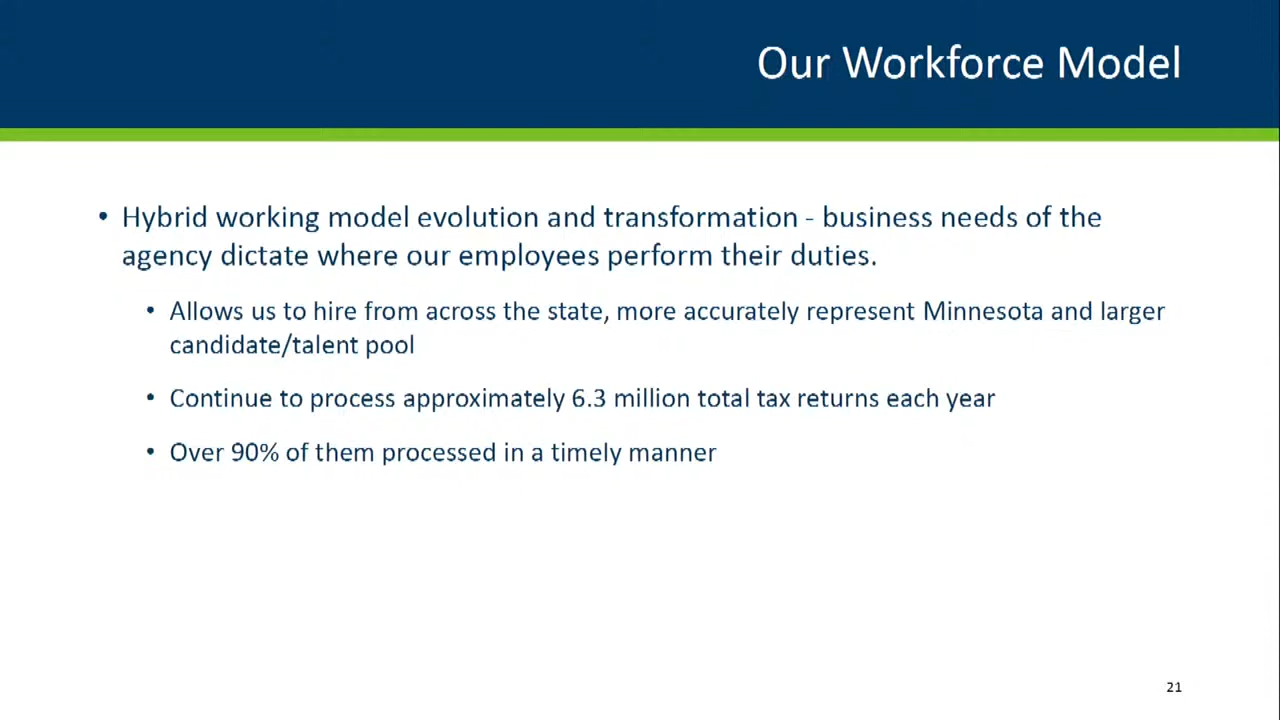 Our Workforce Model
• Hybrid working model evolution and transformation - business needs of the
agency dictate where our employees perform their duties.
• Allows us to hire from across the state, more accurately represent Minnesota and larger
candidate/talent pool
• Continue to process approximately 6.3 million total tax returns each year
• Over 90% of them processed in a timely manner
21